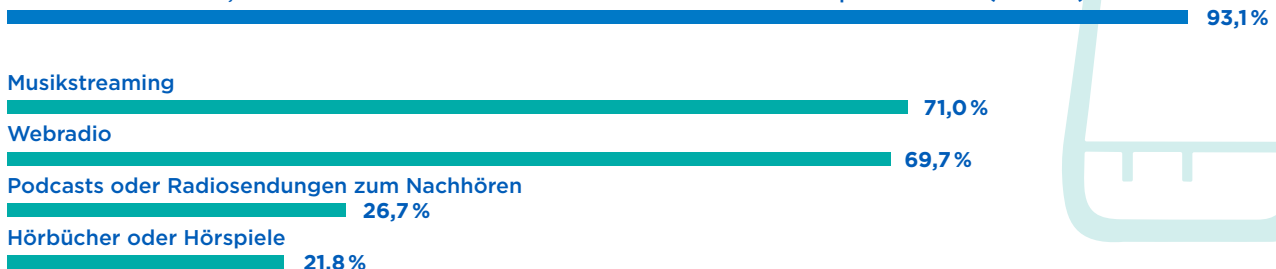 93,1 %
Musikstreaming
71,0 %
Webradio
69,7 %
Podcasts oder Radiosendungen zum Nachhören
26,7 %
Hörbücher oder Hörspiele
21,8 %